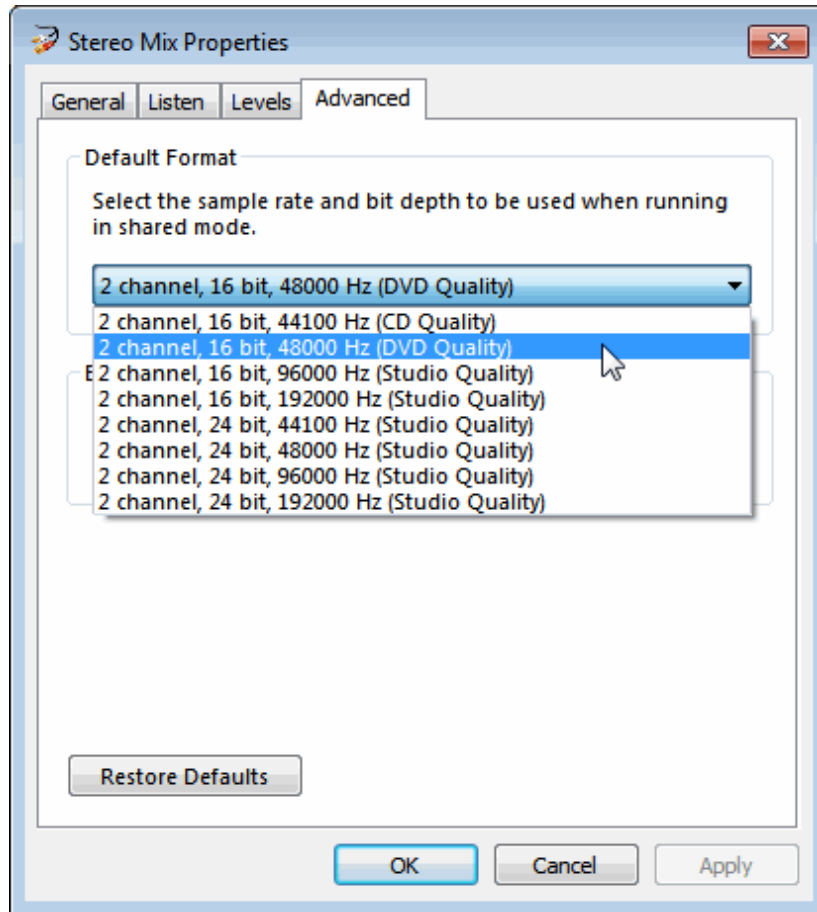 Stereo Mix Properties
General Listen Levels Advanced
Default Format
Select the sample rate and bit depth to be used when running
in shared mode.
2 channel, 16 bit, 48000 Hz (DVD Quality)
2 channel, 16 bit, 44100 Hz (CD Quality)
2 channel, 16 bit, 48000 Hz (DVD Quality)
2 channel, 16 bit, 96000 Hz (Studio Quality)
2 channel, 16 bit, 192000 Hz (Studio Quality)
2 channel, 24 bit, 44100 Hz (Studio Quality)
2 channel, 24 bit, 48000 Hz (Studio Quality)
2 channel, 24 bit, 96000 Hz (Studio Quality)
2 channel, 24 bit, 192000 Hz (Studio Quality)
Restore Defaults
OK Cancel Apply